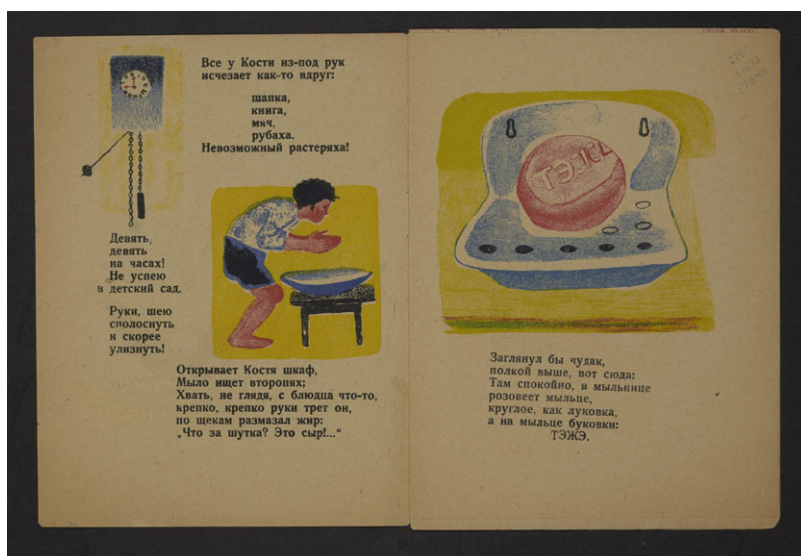 Все у Кости из-под рук
исчезает как-то вдруг:
шапка,
книга,
мяч,
рубаха.
Невозможный растеряха!
Девять,
девять
на часах!
Не успею
в детский сад.
Руки, шею
сполоснуть
и скорее
улизнуть!
Открывает Костя шкаф,
Мыло ищет второпях;
Хвать, не глядя, с блюдца что-то,
крепко, крепко руки трет он,
по щекам размазал жир:
„Что за шутка? Это сыр!...“
ТЭЖЭ
Заглянул бы чудак,
полкой выше, вот сюда:
Там спокойно, в мыльнице
розовеет мыльце,
круглое, как луковка,
а на мыльце буковки:
ТЭЖЭ.